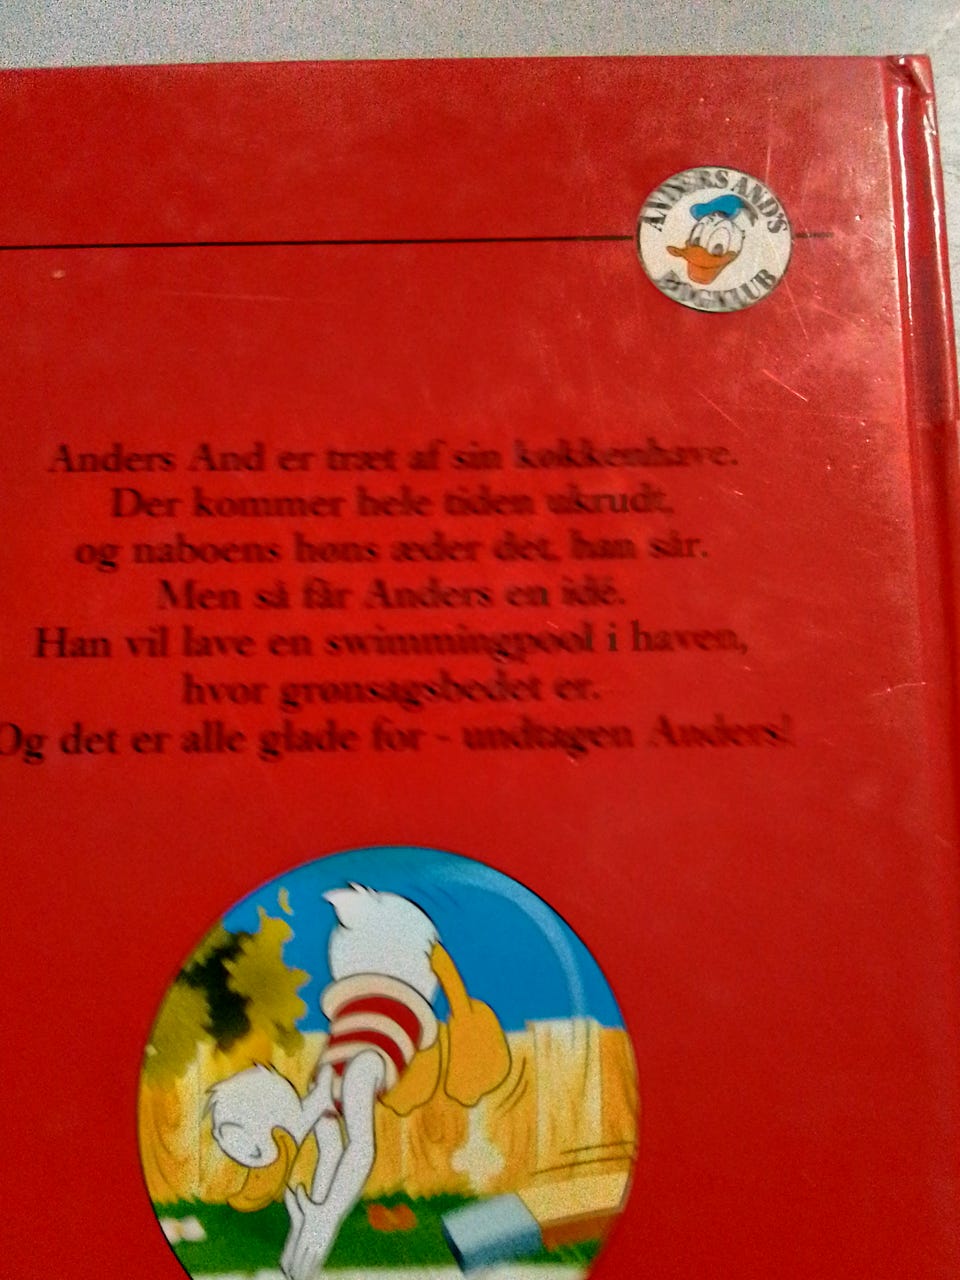 ANDERS AND'S
BOGKLUB
Anders And er træt af sin køkkenhave.
Der kommer hele tiden ukrudt,
og naboens høns æder det, han sår.
Men så får Anders en idé.
Han vil lave en swimmingpool i haven,
hvor grønsagsbedet er.
Og det er alle glade for - undtagen Anders!